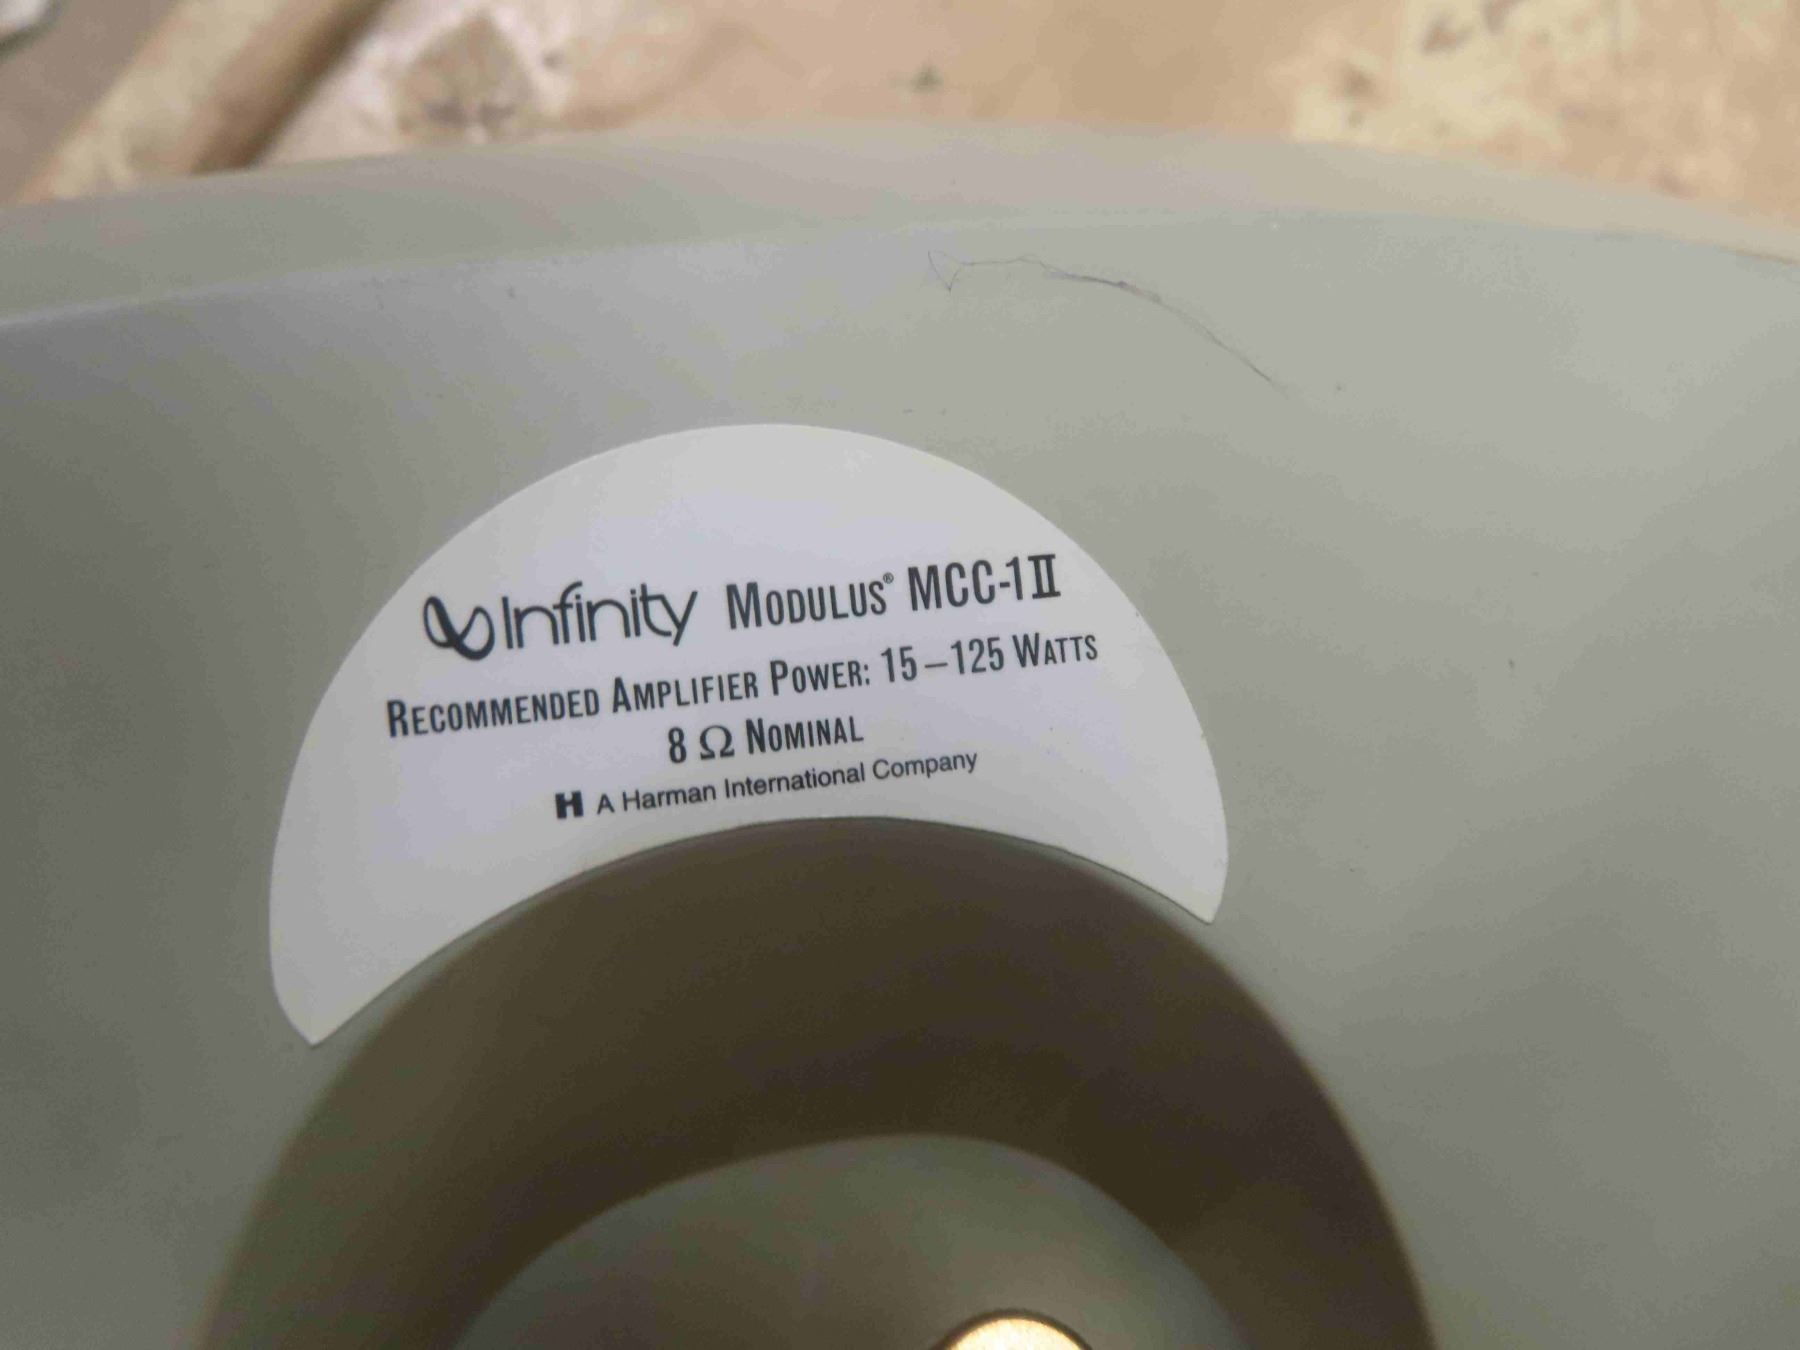 Infinity MODULUS® MCC-1II
RECOMMENDED AMPLIFIER POWER: 15–125 WATTS
8 Ω NOMINAL
H A Harman International Company